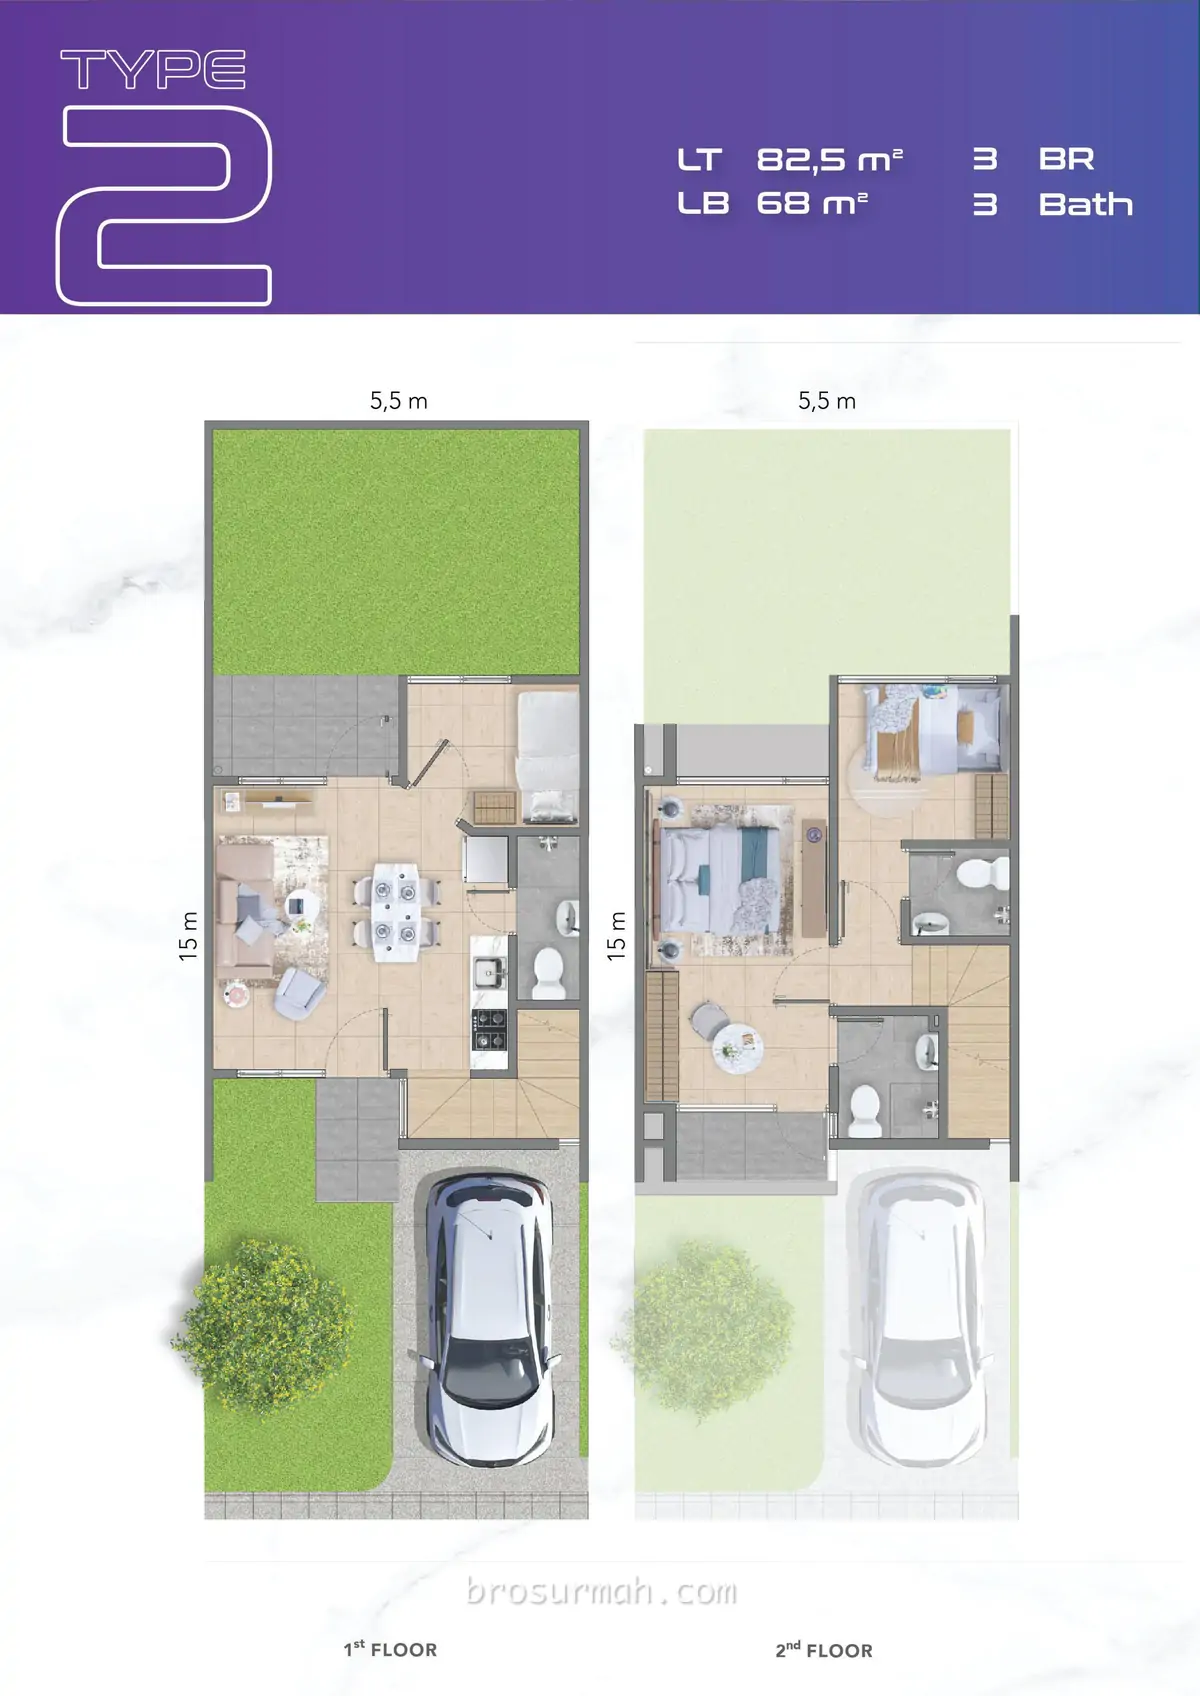 TYPE
2
LT 82,5 m² 3 BR
LB 68 m² 3 Bath
5,5 m 5,5 m
15 m 15 m
brosurmah.com
1st FLOOR 2nd FLOOR